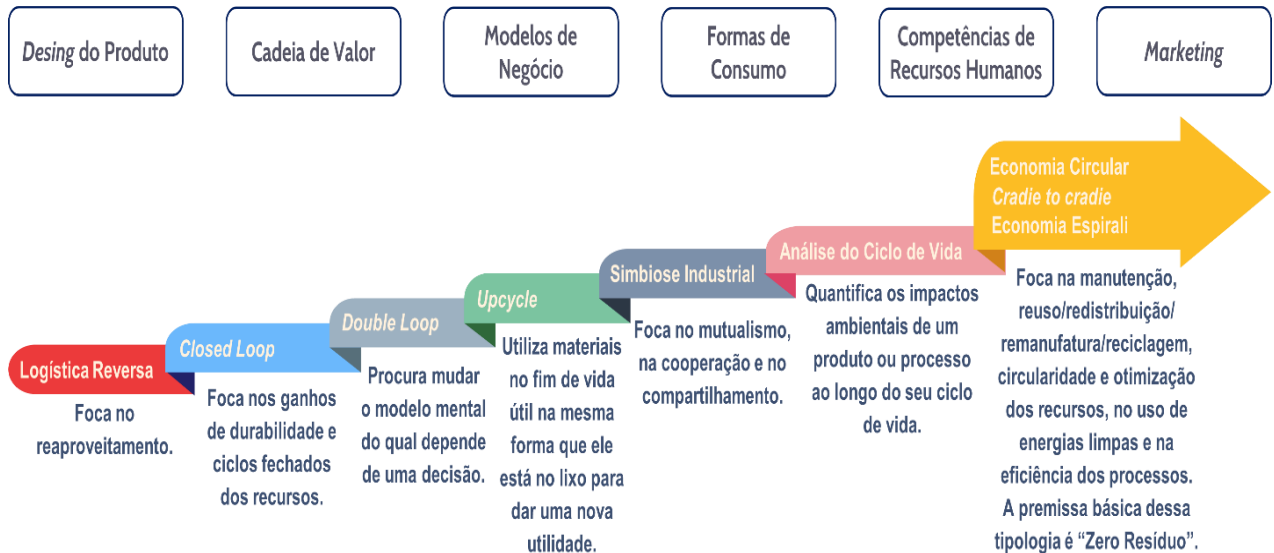 Desing do Produto
Cadeia de Valor
Modelos de
Negócio
Formas de
Consumo
Competências de
Recursos Humanos
Marketing
Logística Reversa
Foca no
reaproveitamento.
Closed Loop
Foca nos ganhos
de durabilidade e
ciclos fechados
dos recursos.
Double Loop
Procura mudar
o modelo mental
do qual depende
de uma decisão.
Upcycle
Utiliza materiais
no fim de vida
útil na mesma
forma que ele
está no lixo para
dar uma nova
utilidade.
Simbiose Industrial
Foca no mutualismo,
na cooperação e no
compartilhamento.
Análise do Ciclo de Vida
Quantifica os impactos
ambientais de um
produto ou processo
ao longo do seu ciclo
de vida.
Economia Circular
Cradie to cradie
Economia Espirali
Foca na manutenção,
reuso/redistribuição/
remanufatura/reciclagem,
circularidade e otimização
dos recursos, no uso de
energias limpas e na
eficiência dos processos.
A premissa básica dessa
tipologia é “Zero Resíduo”.